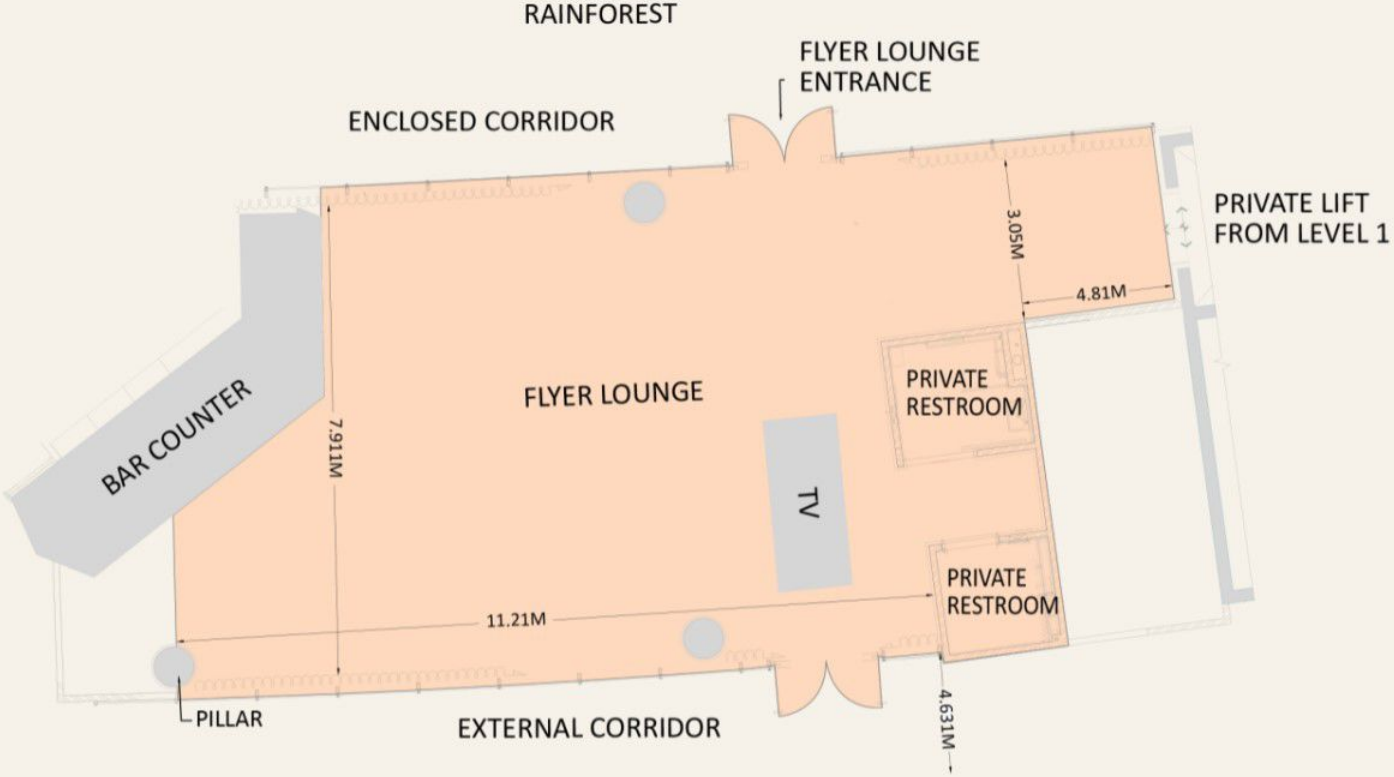 RAINFOREST
FLYER LOUNGE
ENTRANCE
ENCLOSED CORRIDOR
PRIVATE LIFT
FROM LEVEL 1
3.05M
4.81M
PRIVATE
RESTROOM
FLYER LOUNGE
BAR COUNTER
7.911M
TV
PRIVATE
RESTROOM
11.21M
PILLAR
EXTERNAL CORRIDOR
4.631M